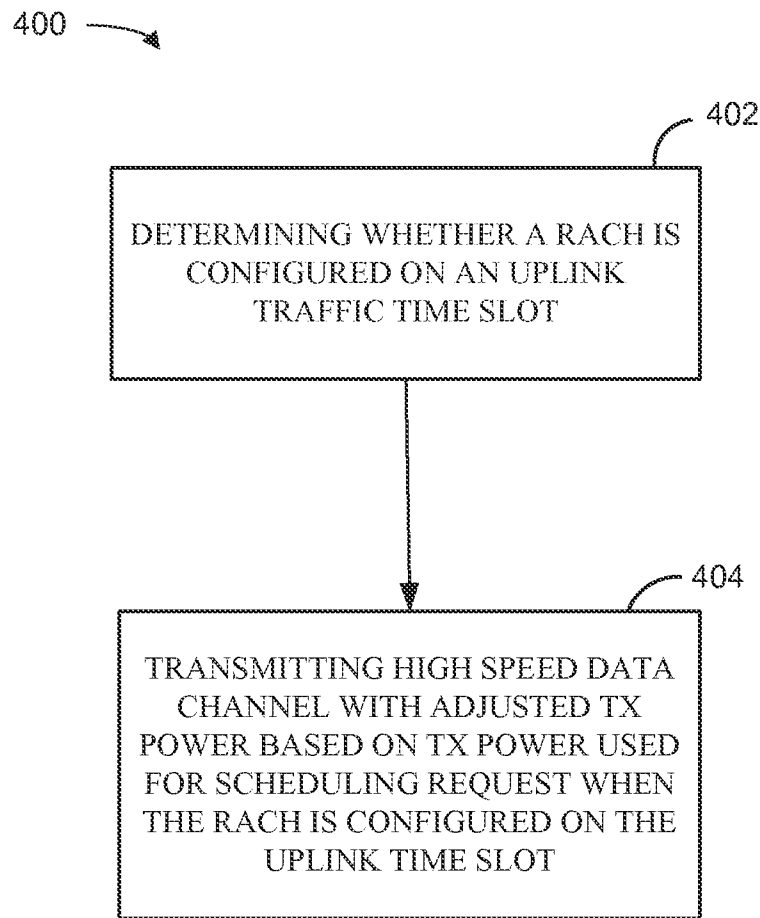 400
402
DETERMINING WHETHER A RACH IS
CONFIGURED ON AN UPLINK
TRAFFIC TIME SLOT
404
TRANSMITTING HIGH SPEED DATA
CHANNEL WITH ADJUSTED TX
POWER BASED ON TX POWER USED
FOR SCHEDULING REQUEST WHEN
THE RACH IS CONFIGURED ON THE
UPLINK TIME SLOT